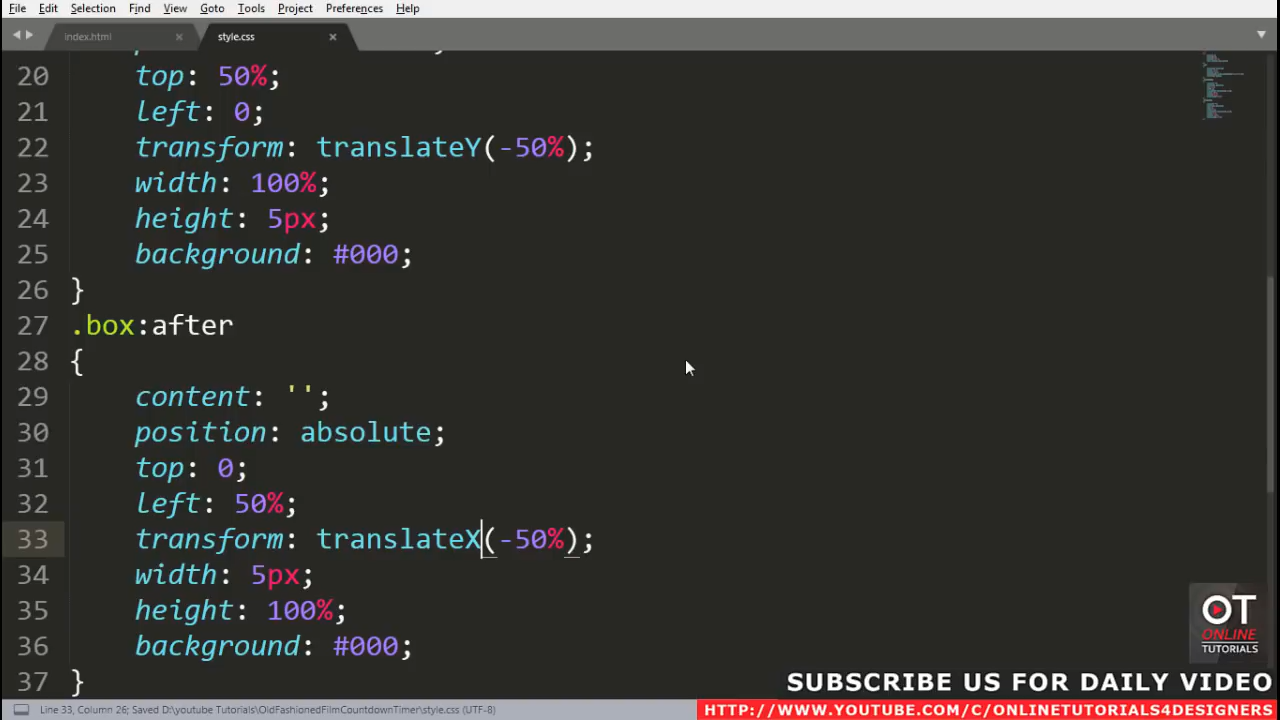 File Edit Selection Find View Goto Tools Project Preferences Help
index.html × style.css ×
20 top: 50%;
21 left: 0;
22 transform: translateY(-50%);
23 width: 100%;
24 height: 5px;
25 background: #000;
26 }
27 .box:after
28 {
29 content: '';
30 position: absolute;
31 top: 0;
32 left: 50%;
33 transform: translateX(-50%);
34 width: 5px;
35 height: 100%;
36 background: #000;
37 }
OT
ONLINE
TUTORIALS
SUBSCRIBE US FOR DAILY VIDEO
Line 33, Column 26; Saved D:\youtube Tutorials\OldFashionedFilmCountdownTimer\style.css (UTF-8)
HTTP://WWW.YOUTUBE.COM/C/ONLINETUTORIALS4DESIGNERS